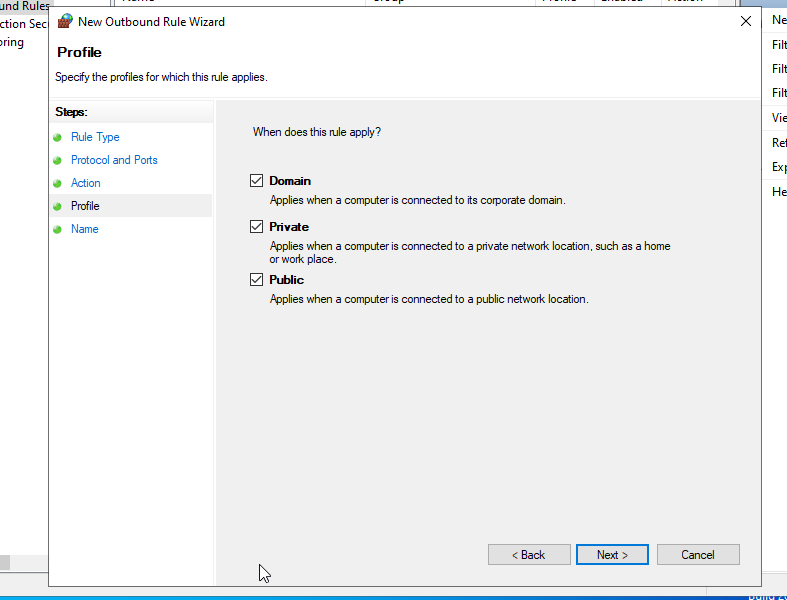 und Rules
ction Sec
oring
New Outbound Rule Wizard
Profile
Specify the profiles for which this rule applies.
Steps:
Rule Type
Protocol and Ports
Action
Profile
Name
When does this rule apply?
Domain
Applies when a computer is connected to its corporate domain.
Private
Applies when a computer is connected to a private network location, such as a home
or work place.
Public
Applies when a computer is connected to a public network location.
< Back
Next >
Cancel
Ne
Filt
Filt
Filt
Vie
Ref
Exp
He